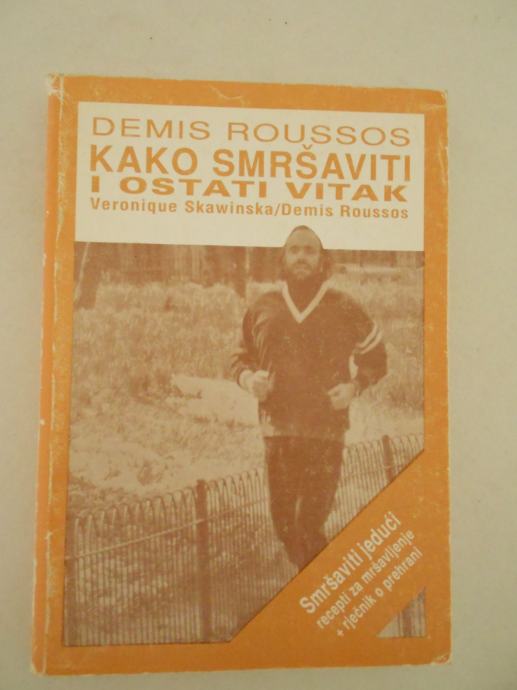 DEMIS ROUSSOS
KAKO SMRŠAVITI
I OSTATI VITAK
Veronique Skawinska/Demis Roussos
Smršaviti jedući
recepti za mršavljenje
+ rječnik o prehrani